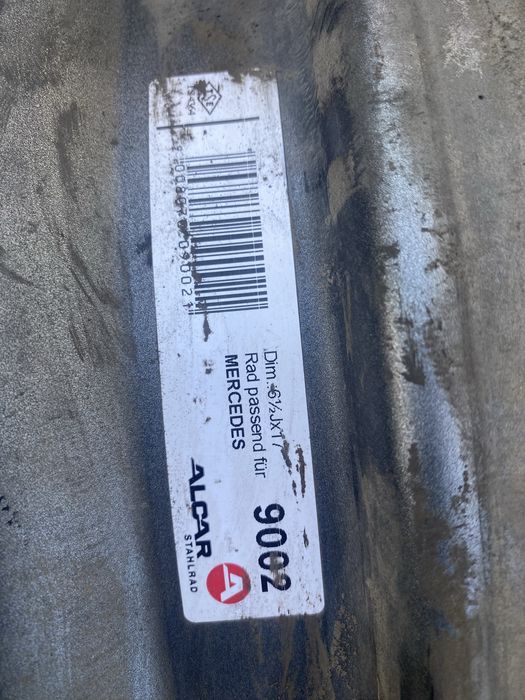 Dim.:6½Jx17
Rad passend für
MERCEDES
9002
ALCAR
STAHLRAD